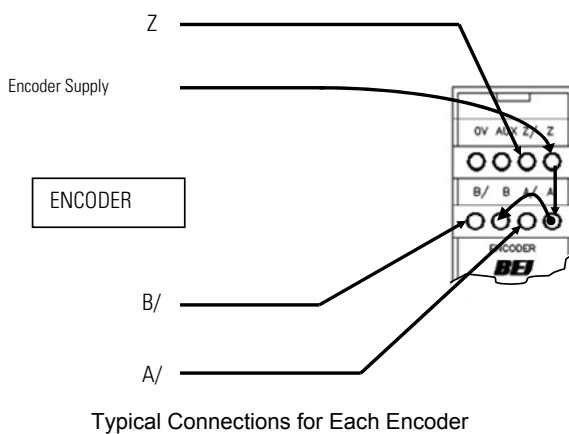 Z
Encoder Supply
0V AUX Z/ Z
ENCODER
B/ B A/ A
ENCODER
BEI
B/
A/
Typical Connections for Each Encoder